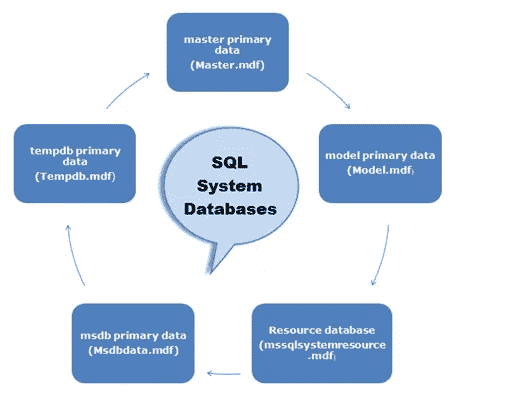 master primary
data
(Master.mdf)
model primary data
(Model.mdf)
Resource database
(mssqlsystemresource
.mdf)
msdb primary data
(Msdbdata.mdf)
tempdb primary
data
(Tempdb.mdf)
SQL
System
Databases